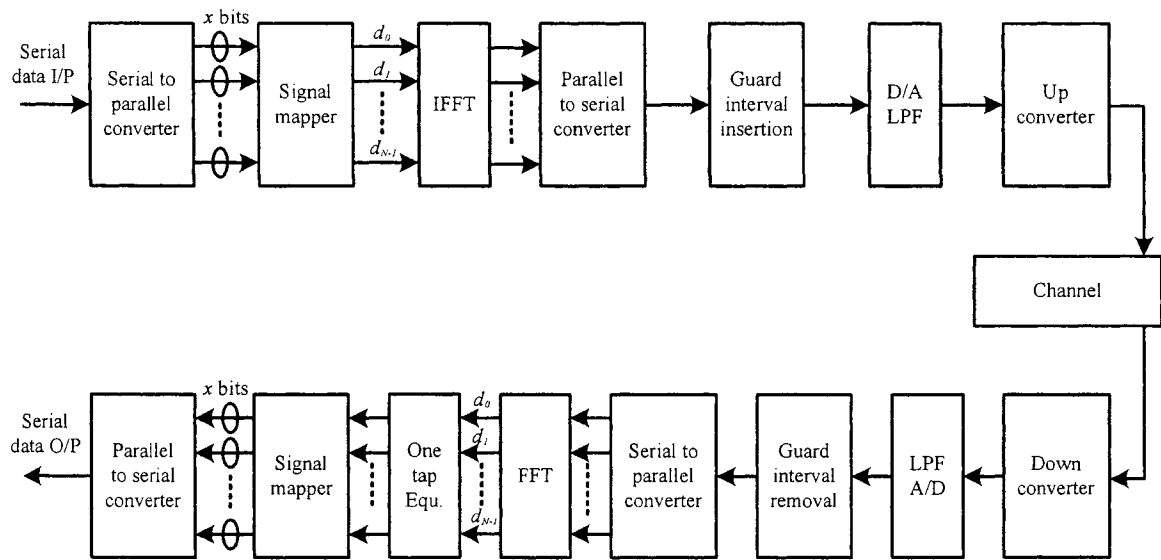 Serial
data I/P
Serial to
parallel
converter
x bits
Signal
mapper
d0
d1
dN-1
IFFT
Parallel
to serial
converter
Guard
interval
insertion
D/A
LPF
Up
converter
Channel
Serial
data O/P
Parallel
to serial
converter
x bits
Signal
mapper
One
tap
Equ.
d0
d1
dN-1
FFT
Serial to
parallel
converter
Guard
interval
removal
LPF
A/D
Down
converter